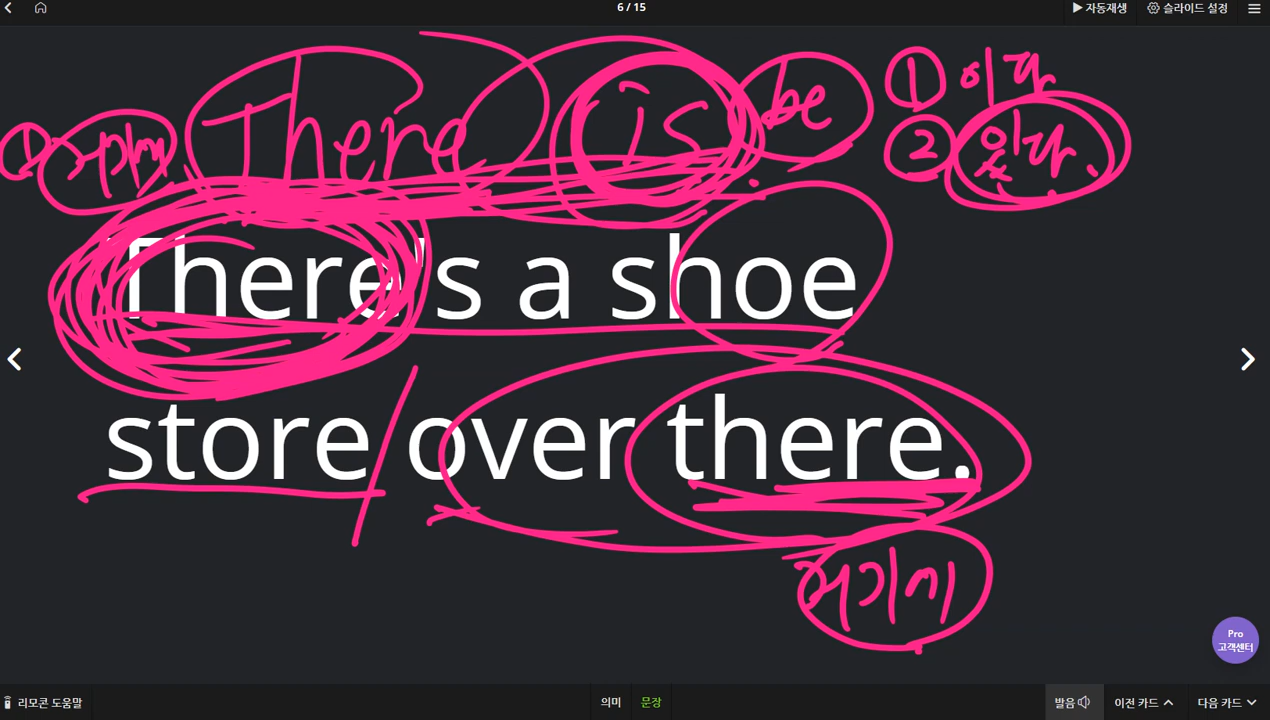 6 / 15
자동재생
슬라이드 설정
There is be ① 이다
② 있다.
There's a shoe
store over there.
거기에
Pro
고객센터
리모콘 도움말
의미
문장
발음
이전 카드
다음 카드